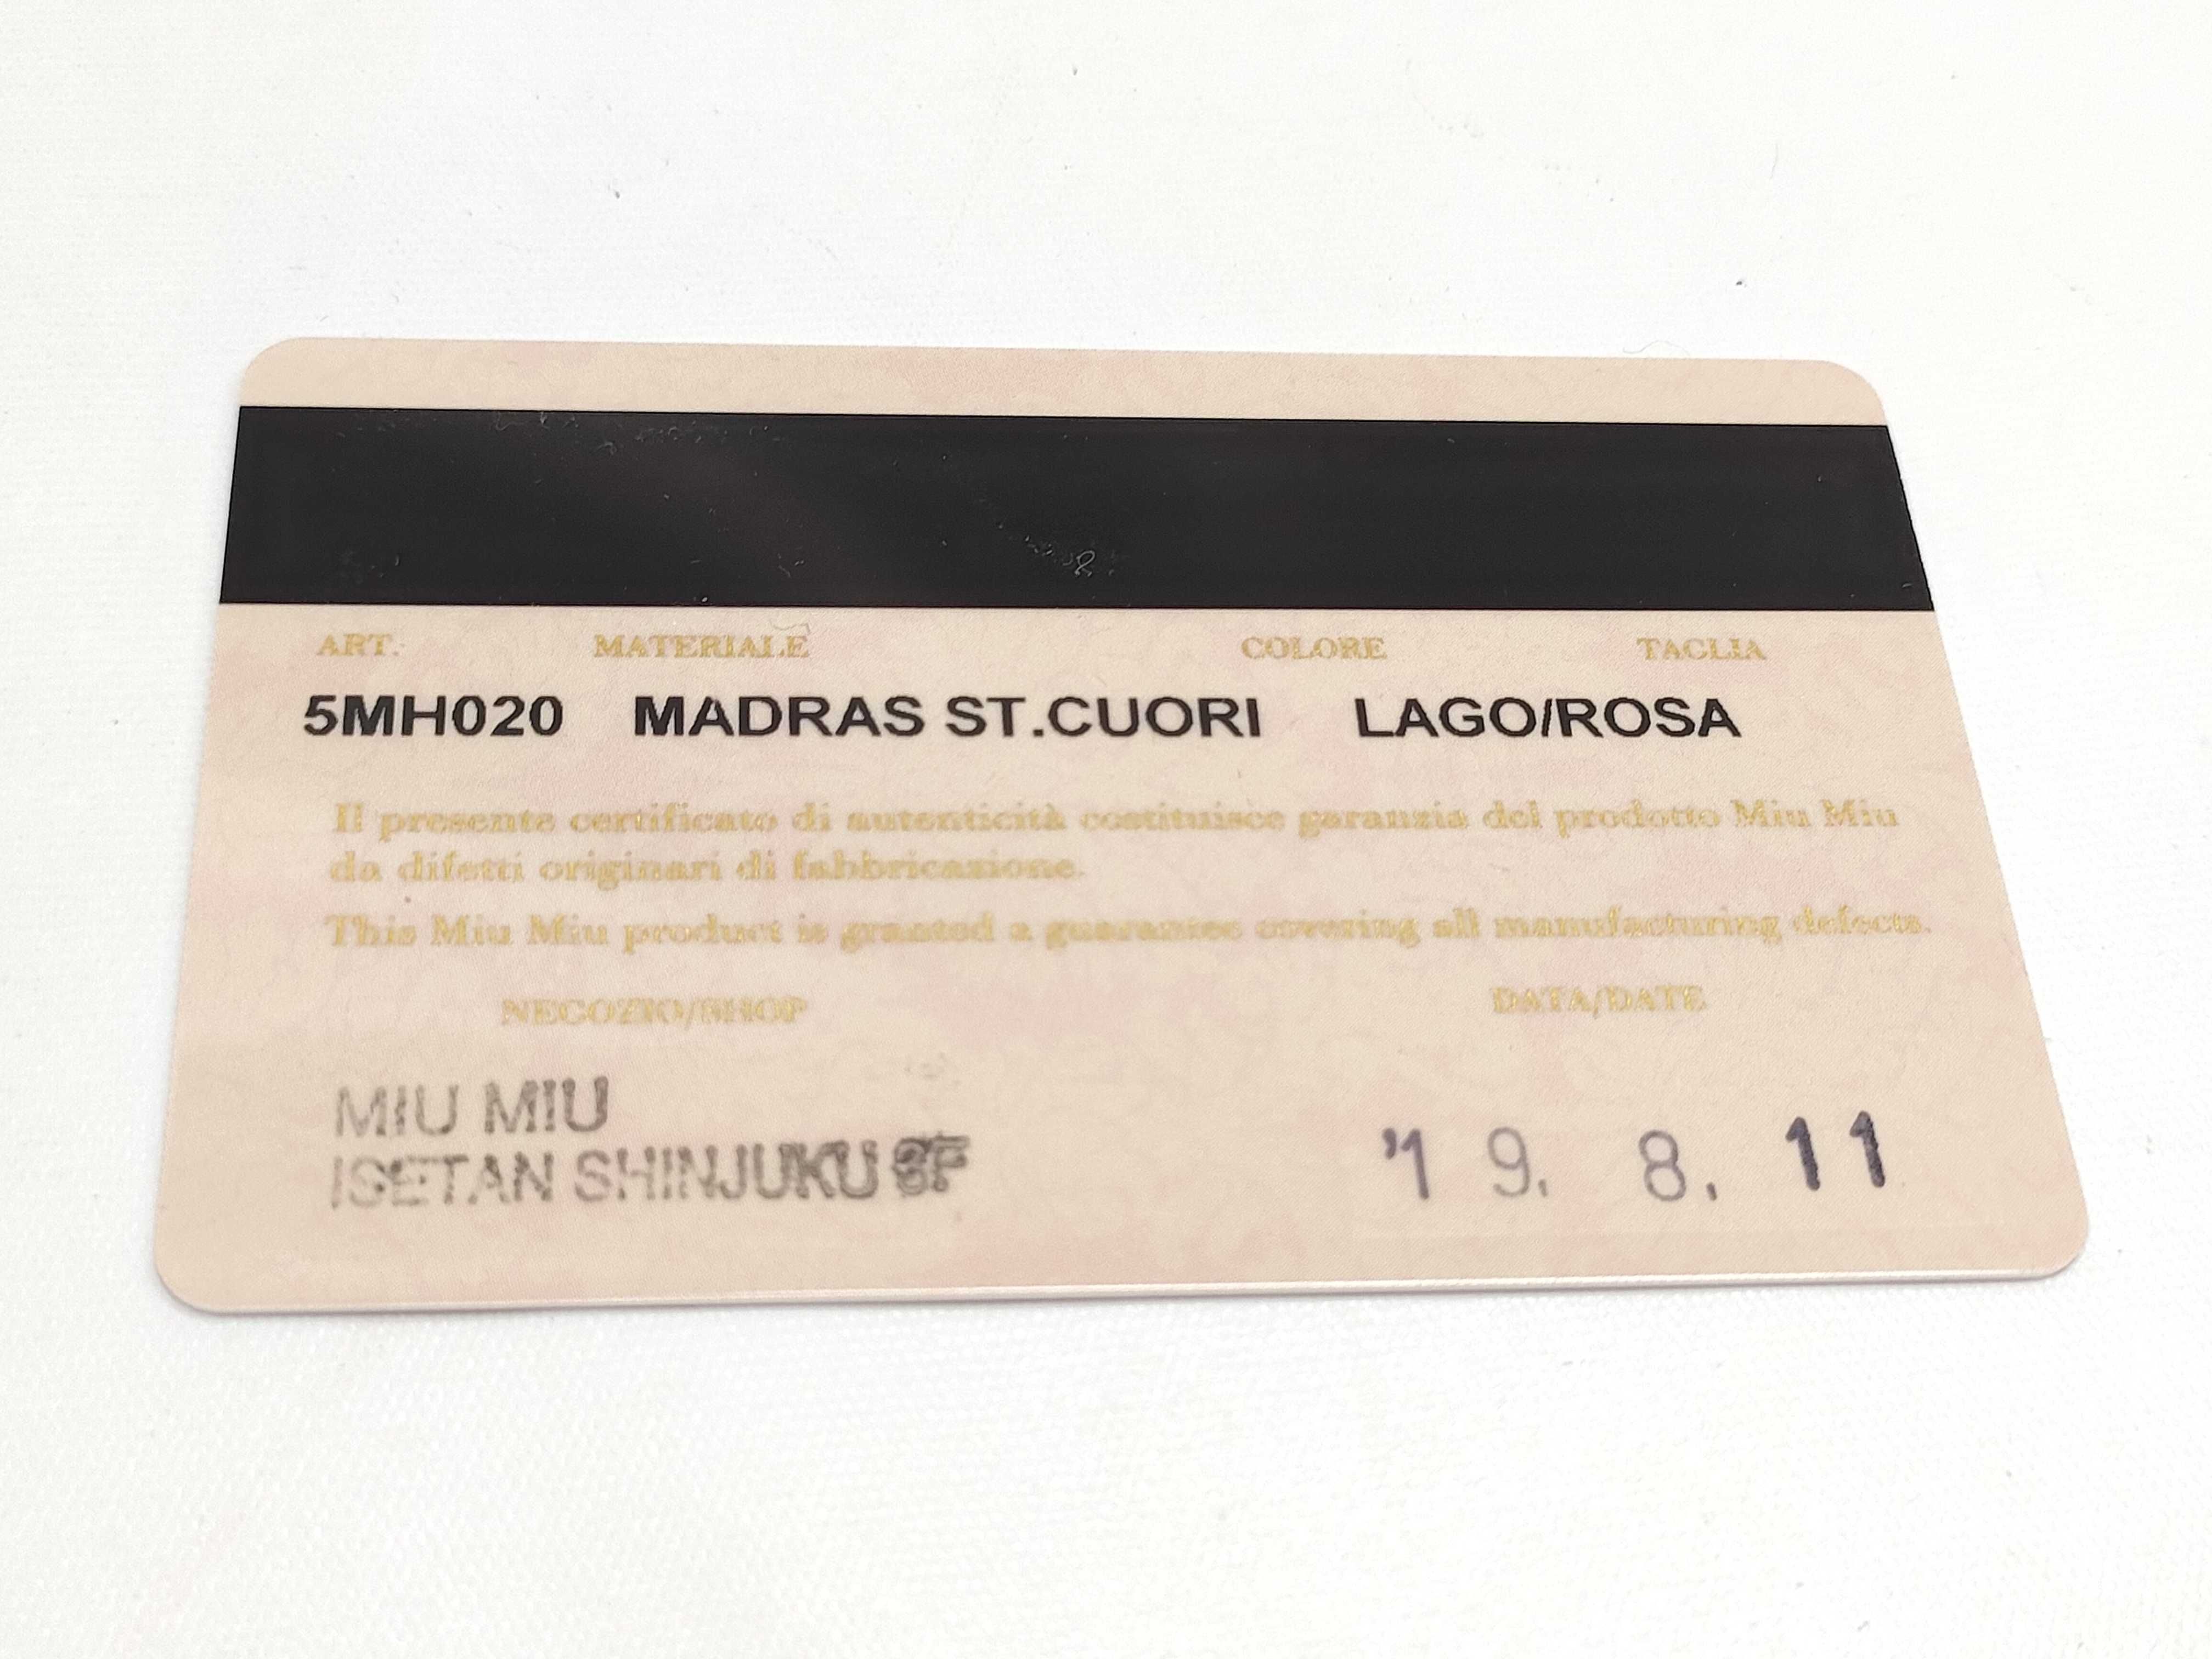 ART. MATERIALE COLORE TAGLIA
5MH020 MADRAS ST.CUORI LAGO/ROSA
Il presente certificato di autenticità costituisce garanzia del prodotto Miu Miu
da difetti originari di fabbricazione.
This Miu Miu product is granted a guarantee covering all manufacturing defects.
NEGOZIO/SHOP DATA/DATE
MIU MIU
ISETAN SHINJUKU 3F '19. 8. 11